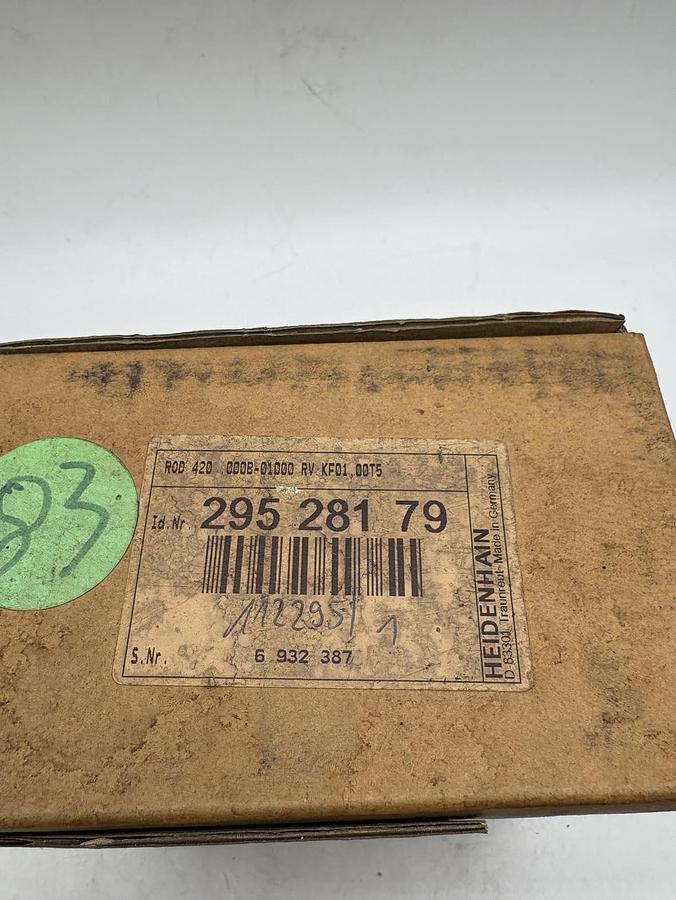 ROD 420 .000B-01000 RV KF01,00T5
Id.Nr. 295 281 79
1122951 1
S.Nr. 6 932 387
HEIDENHAIN
D-83301 Traunreut - Made in Germany
83